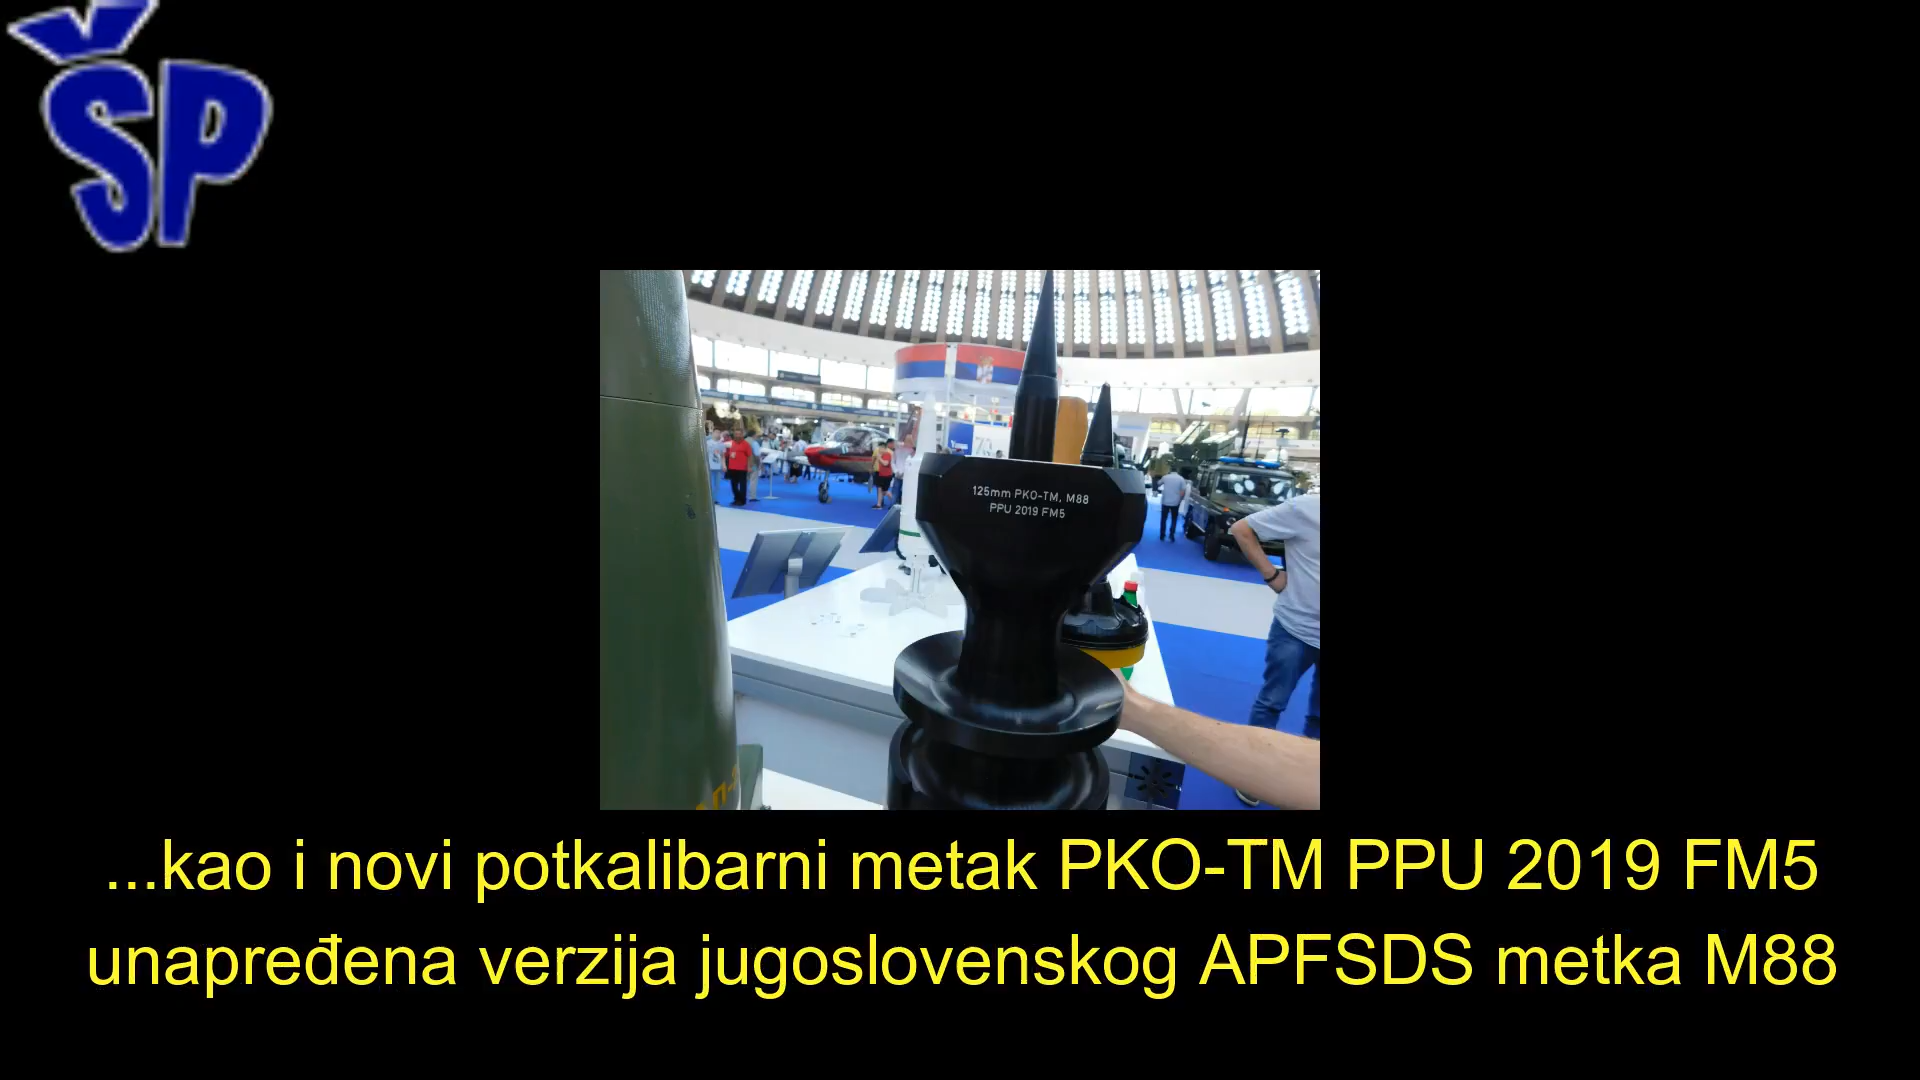 ŠP
125mm PKO-TM, M88
PPU 2019 FM5
...kao i novi potkalibarni metak PKO-TM PPU 2019 FM5
unapređena verzija jugoslovenskog APFSDS metka M88